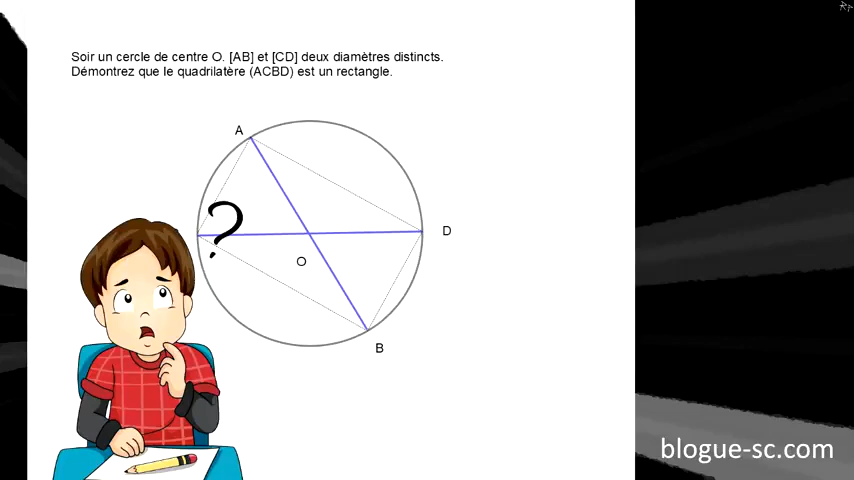 Soir un cercle de centre O. [AB] et [CD] deux diamètres distincts.
Démontrez que le quadrilatère (ACBD) est un rectangle.
A
?
D
O
B
blogue-sc.com